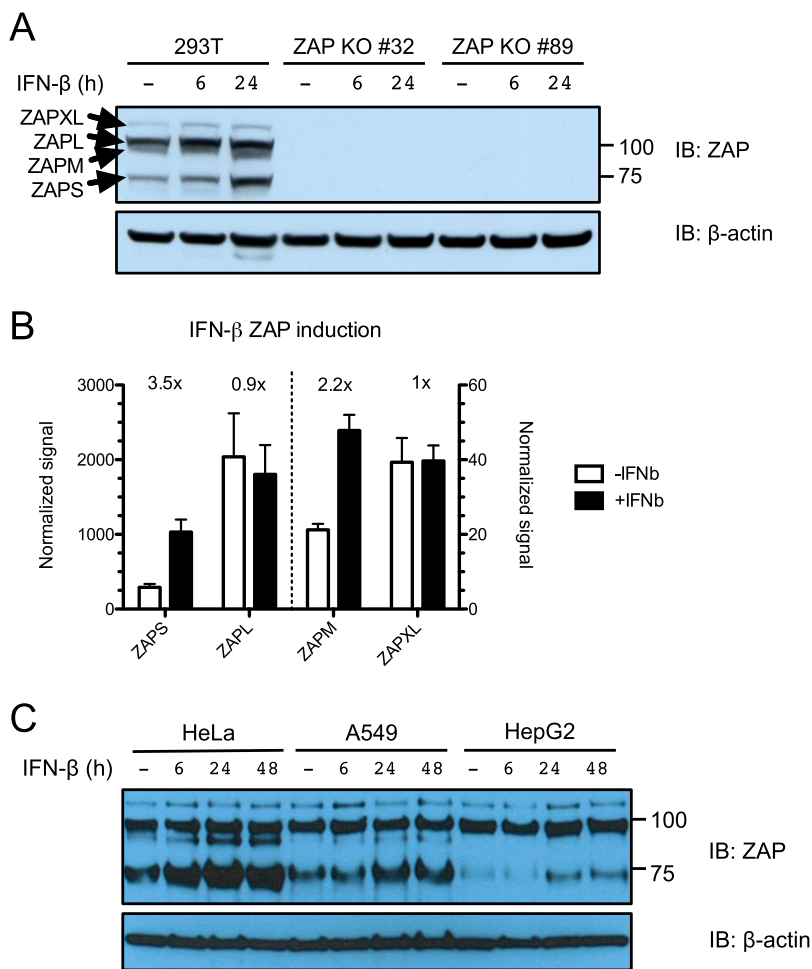 A
293T ZAP KO #32 ZAP KO #89
IFN-β (h) – 6 24 – 6 24 – 6 24
ZAPXL
ZAPL
ZAPM
ZAPS
100
75
IB: ZAP
IB: β-actin
B
IFN-β ZAP induction
3.5x 0.9x 2.2x 1x
3000
2000
1000
0
Normalized signal
60
40
20
0
Normalized signal
-IFNb
+IFNb
ZAPS ZAPL ZAPM ZAPXL
C
HeLa A549 HepG2
IFN-β (h) – 6 24 48 – 6 24 48 – 6 24 48
100
75
IB: ZAP
IB: β-actin